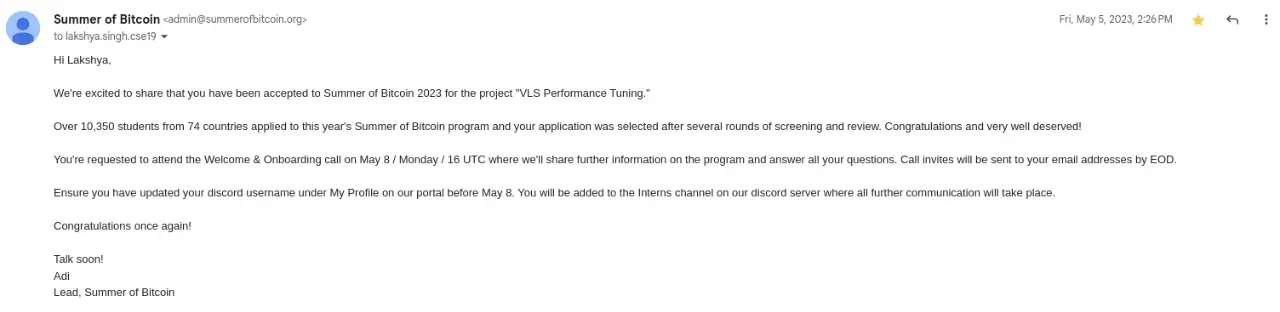 Summer of Bitcoin <admin@summerofbitcoin.org> Fri, May 5, 2023, 2:26 PM
to lakshya.singh.cse19
Hi Lakshya,
We're excited to share that you have been accepted to Summer of Bitcoin 2023 for the project "VLS Performance Tuning."
Over 10,350 students from 74 countries applied to this year's Summer of Bitcoin program and your application was selected after several rounds of screening and review. Congratulations and very well deserved!
You're requested to attend the Welcome & Onboarding call on May 8 / Monday / 16 UTC where we'll share further information on the program and answer all your questions. Call invites will be sent to your email addresses by EOD.
Ensure you have updated your discord username under My Profile on our portal before May 8. You will be added to the Interns channel on our discord server where all further communication will take place.
Congratulations once again!
Talk soon!
Adi
Lead, Summer of Bitcoin